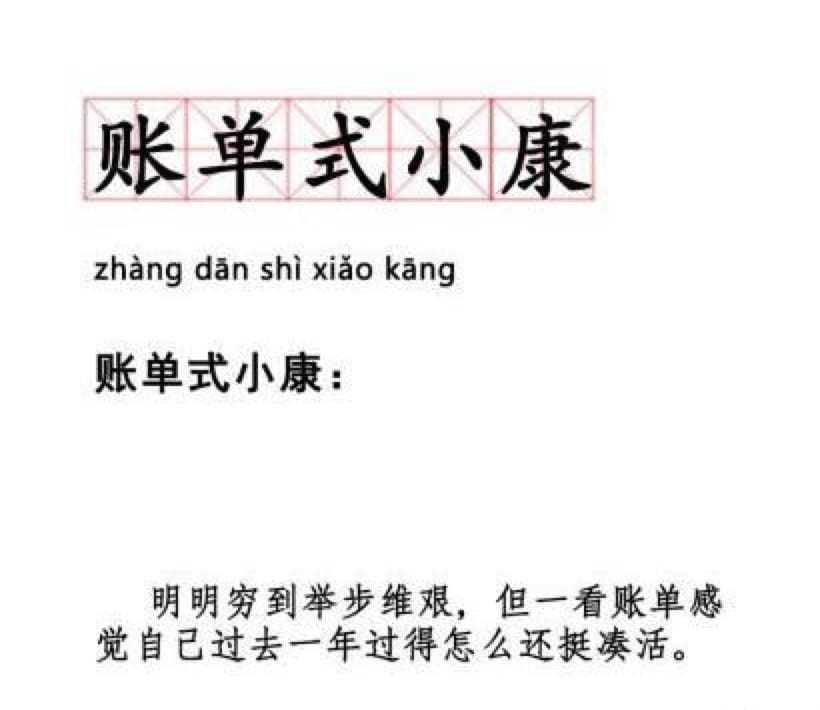 账单式小康
zhàng dān shì xiǎo kāng
账单式小康：
明明穷到举步维艰，但一看账单感
觉自己过去一年过得怎么还挺凑活。